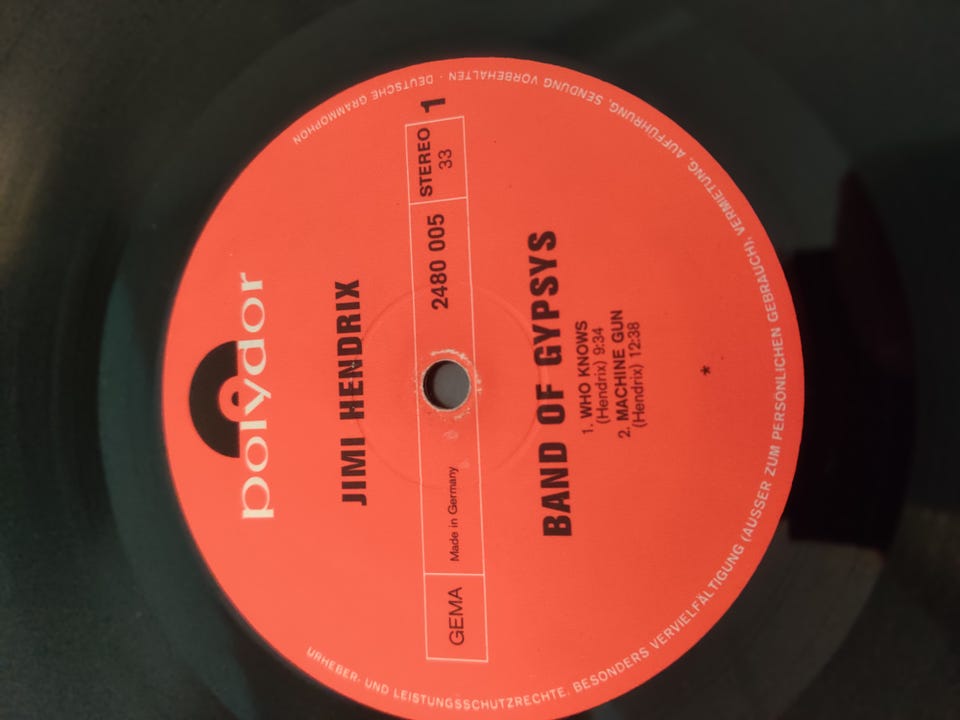 polydor
JIMI HENDRIX
GEMA
Made in Germany
2480 005
STEREO
33
1
BAND OF GYPSYS
1. WHO KNOWS
(Hendrix) 9:34
2. MACHINE GUN
(Hendrix) 12:38
*
URHEBER- UND LEISTUNGSSCHUTZRECHTE, BESONDERS VERVIELFÄLTIGUNG (AUSSER ZUM PERSÖNLICHEN GEBRAUCH), VERMIETUNG, AUFFÜHRUNG, SENDUNG VORBEHALTEN · DEUTSCHE GRAMMOPHON